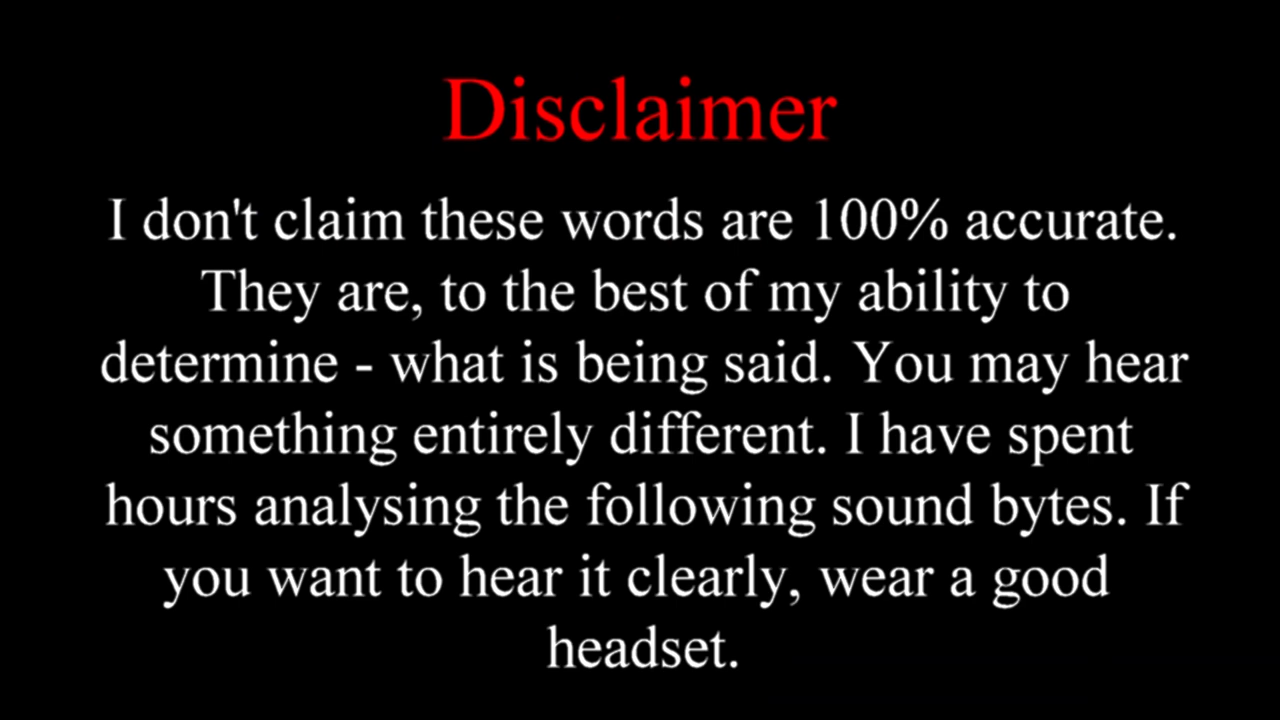 Disclaimer
I don't claim these words are 100% accurate.
They are, to the best of my ability to
determine - what is being said. You may hear
something entirely different. I have spent
hours analysing the following sound bytes. If
you want to hear it clearly, wear a good
headset.